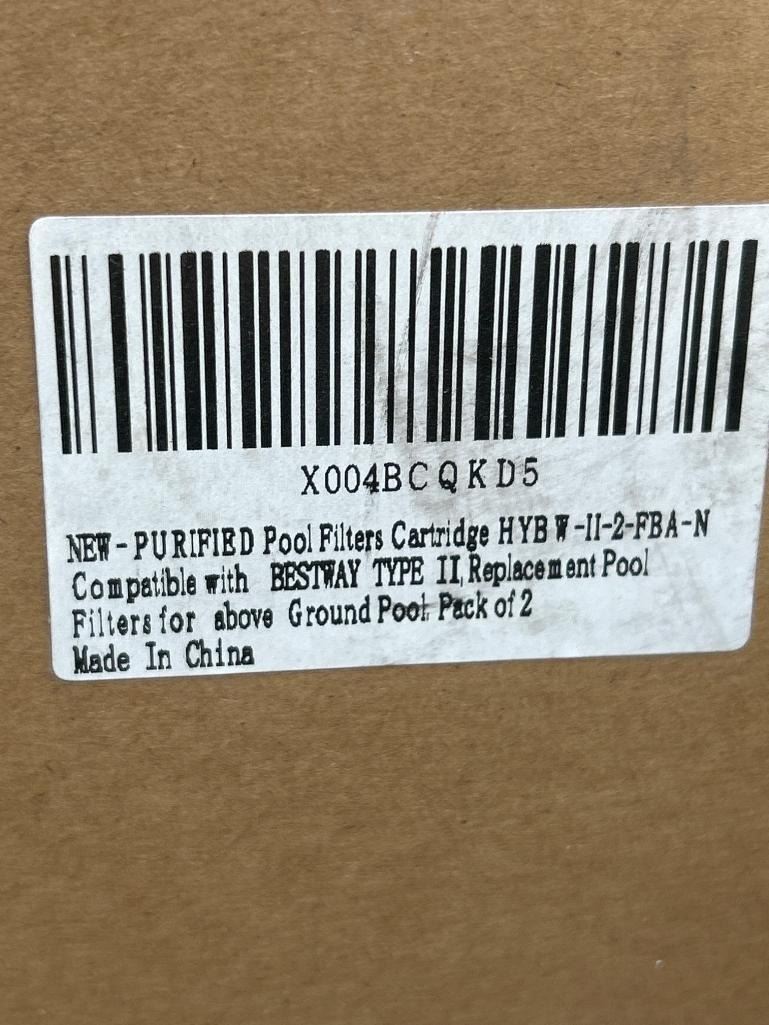 X004BCQKD5
NEW-PURIFIED Pool Filters Cartridge HYBW-II-2-FBA-N
Compatible with BESTWAY TYPE II, Replacement Pool
Filters for above Ground Pool. Pack of 2
Made In China